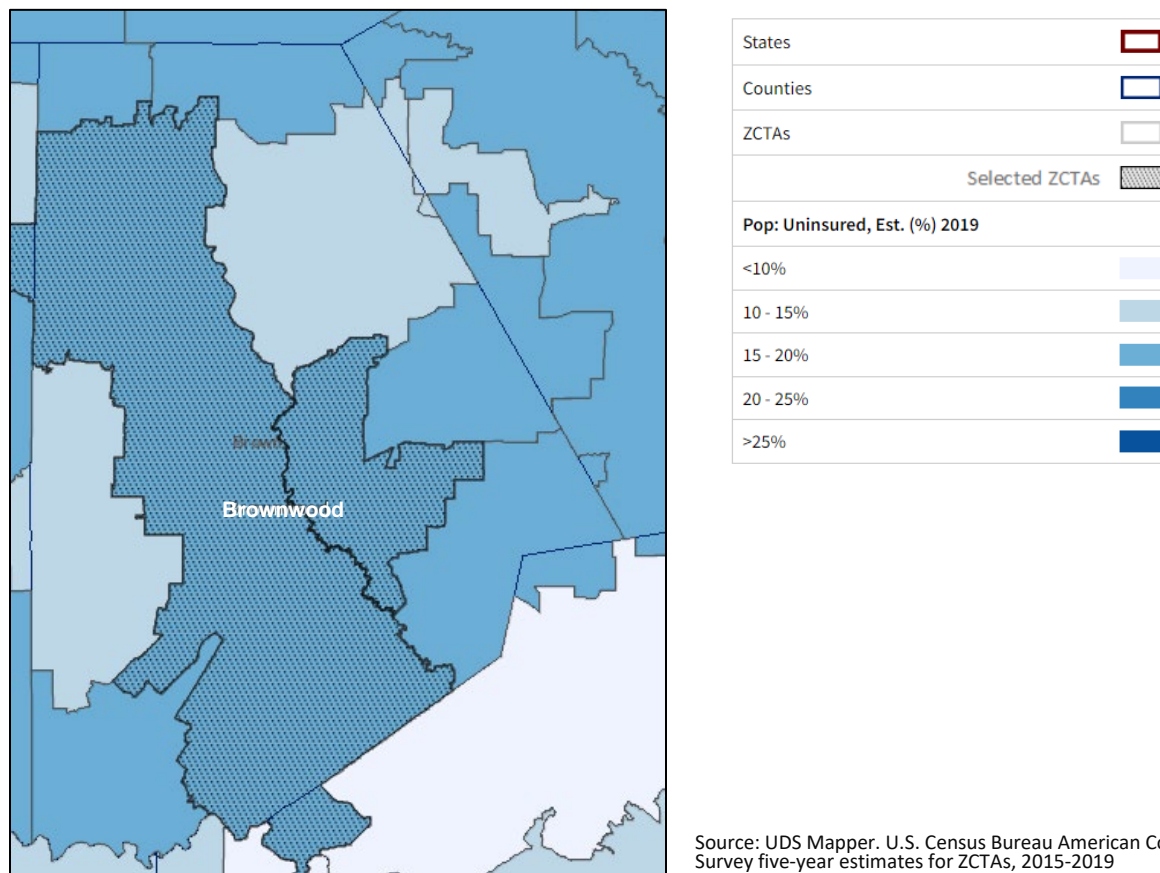 Brown
Brownwood
States
Counties
ZCTAs
Selected ZCTAs
Pop: Uninsured, Est. (%) 2019
<10%
10 - 15%
15 - 20%
20 - 25%
>25%
Source: UDS Mapper. U.S. Census Bureau American
Survey five-year estimates for ZCTAs, 2015-2019